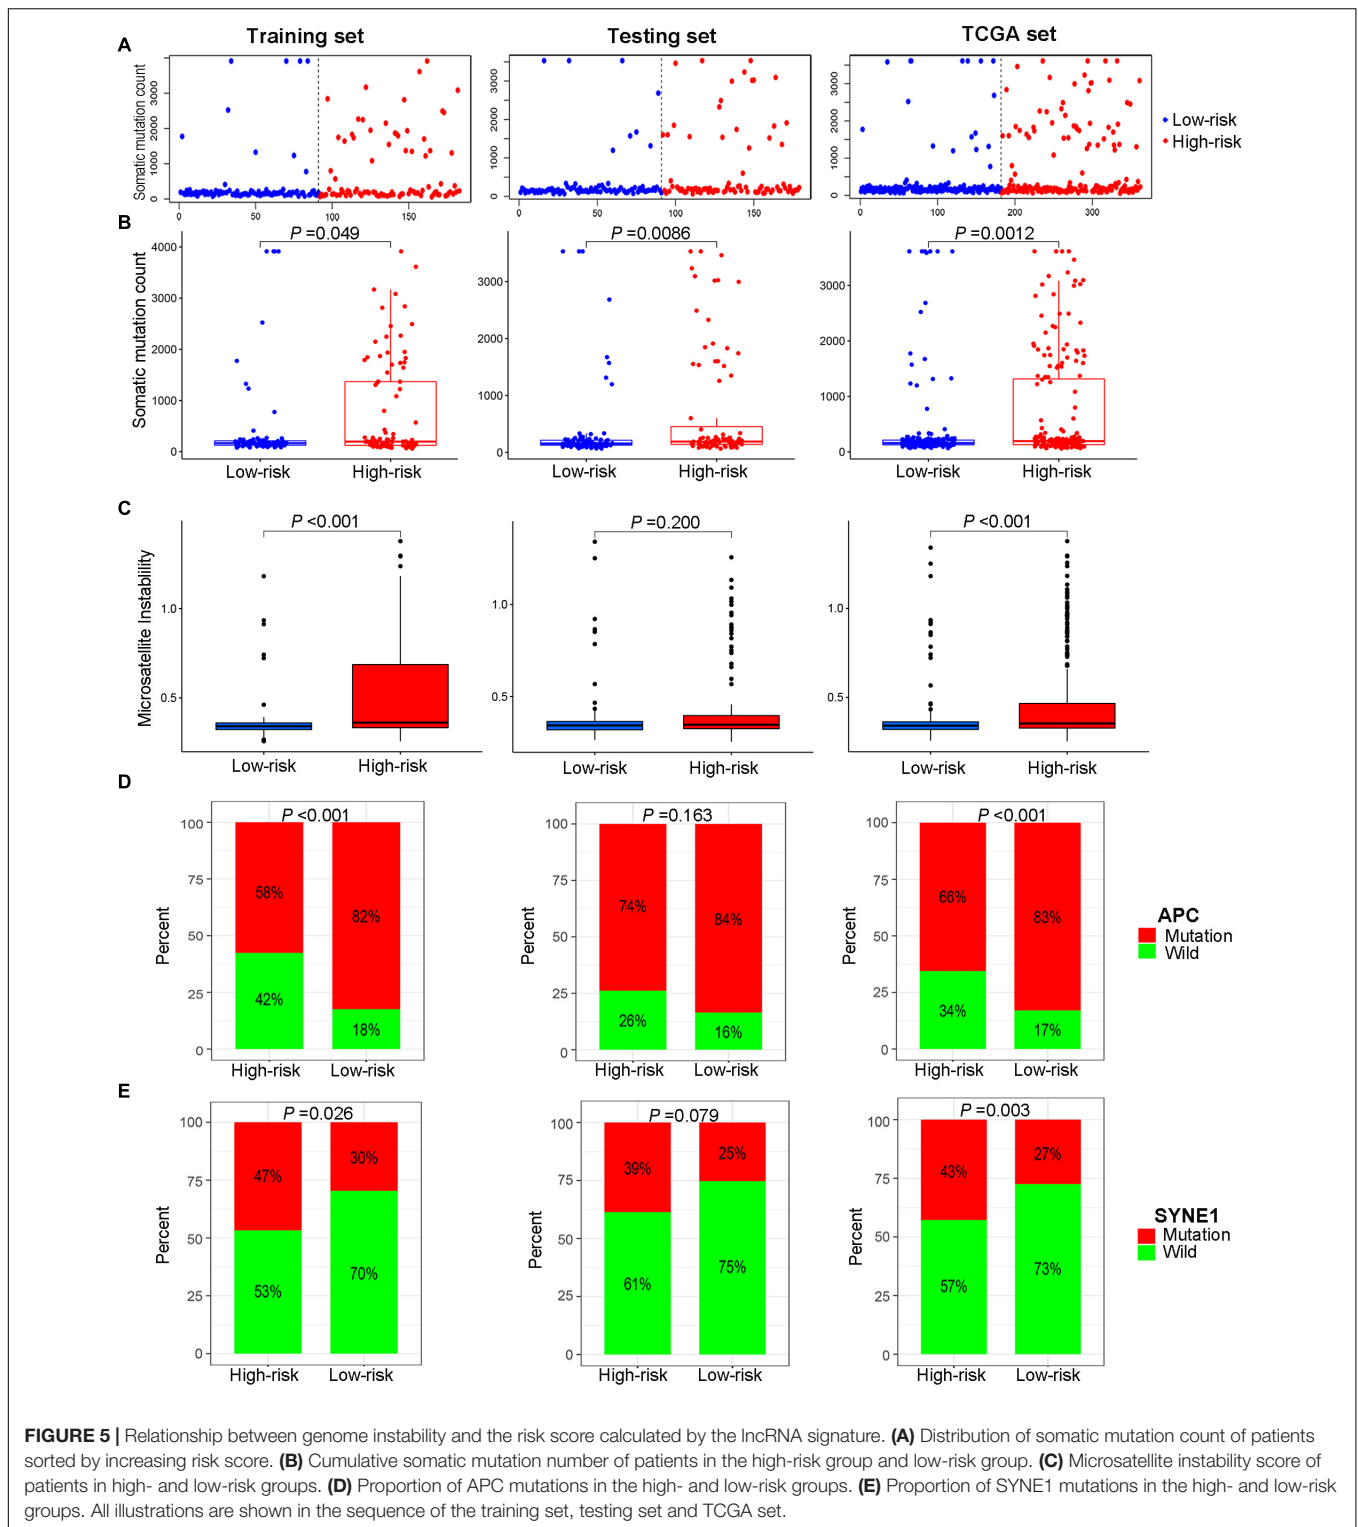 Training set Testing set TCGA set
A
Somatic mutation count
3000
2000
1000
0
0 50 100 150
3000
2000
1000
0
0 50 100 150
3000
2000
1000
0
0 100 200 300
Low-risk
High-risk
B
Somatic mutation count
P =0.049
4000
3000
2000
1000
0
Low-risk High-risk
P =0.0086
3000
2000
1000
0
Low-risk High-risk
P =0.0012
3000
2000
1000
0
Low-risk High-risk
C
Microsatellite Instablility
P <0.001
1.0
0.5
Low-risk High-risk
P =0.200
1.0
0.5
Low-risk High-risk
P <0.001
1.0
0.5
Low-risk High-risk
D
Percent
P <0.001
100
75
50
25
0
58% 82%
42% 18%
High-risk Low-risk
Percent
P =0.163
100
75
50
25
0
74% 84%
26% 16%
High-risk Low-risk
Percent
P <0.001
100
75
50
25
0
66% 83%
34% 17%
High-risk Low-risk
APC
Mutation
Wild
E
Percent
P =0.026
100
75
50
25
0
47% 30%
53% 70%
High-risk Low-risk
Percent
P =0.079
100
75
50
25
0
39% 25%
61% 75%
High-risk Low-risk
Percent
P =0.003
100
75
50
25
0
43% 27%
57% 73%
High-risk Low-risk
SYNE1
Mutation
Wild
FIGURE 5 | Relationship between genome instability and the risk score calculated by the lncRNA signature. (A) Distribution of somatic mutation count of patients
sorted by increasing risk score. (B) Cumulative somatic mutation number of patients in the high-risk group and low-risk group. (C) Microsatellite instability score of
patients in high- and low-risk groups. (D) Proportion of APC mutations in the high- and low-risk groups. (E) Proportion of SYNE1 mutations in the high- and low-risk
groups. All illustrations are shown in the sequence of the training set, testing set and TCGA set.